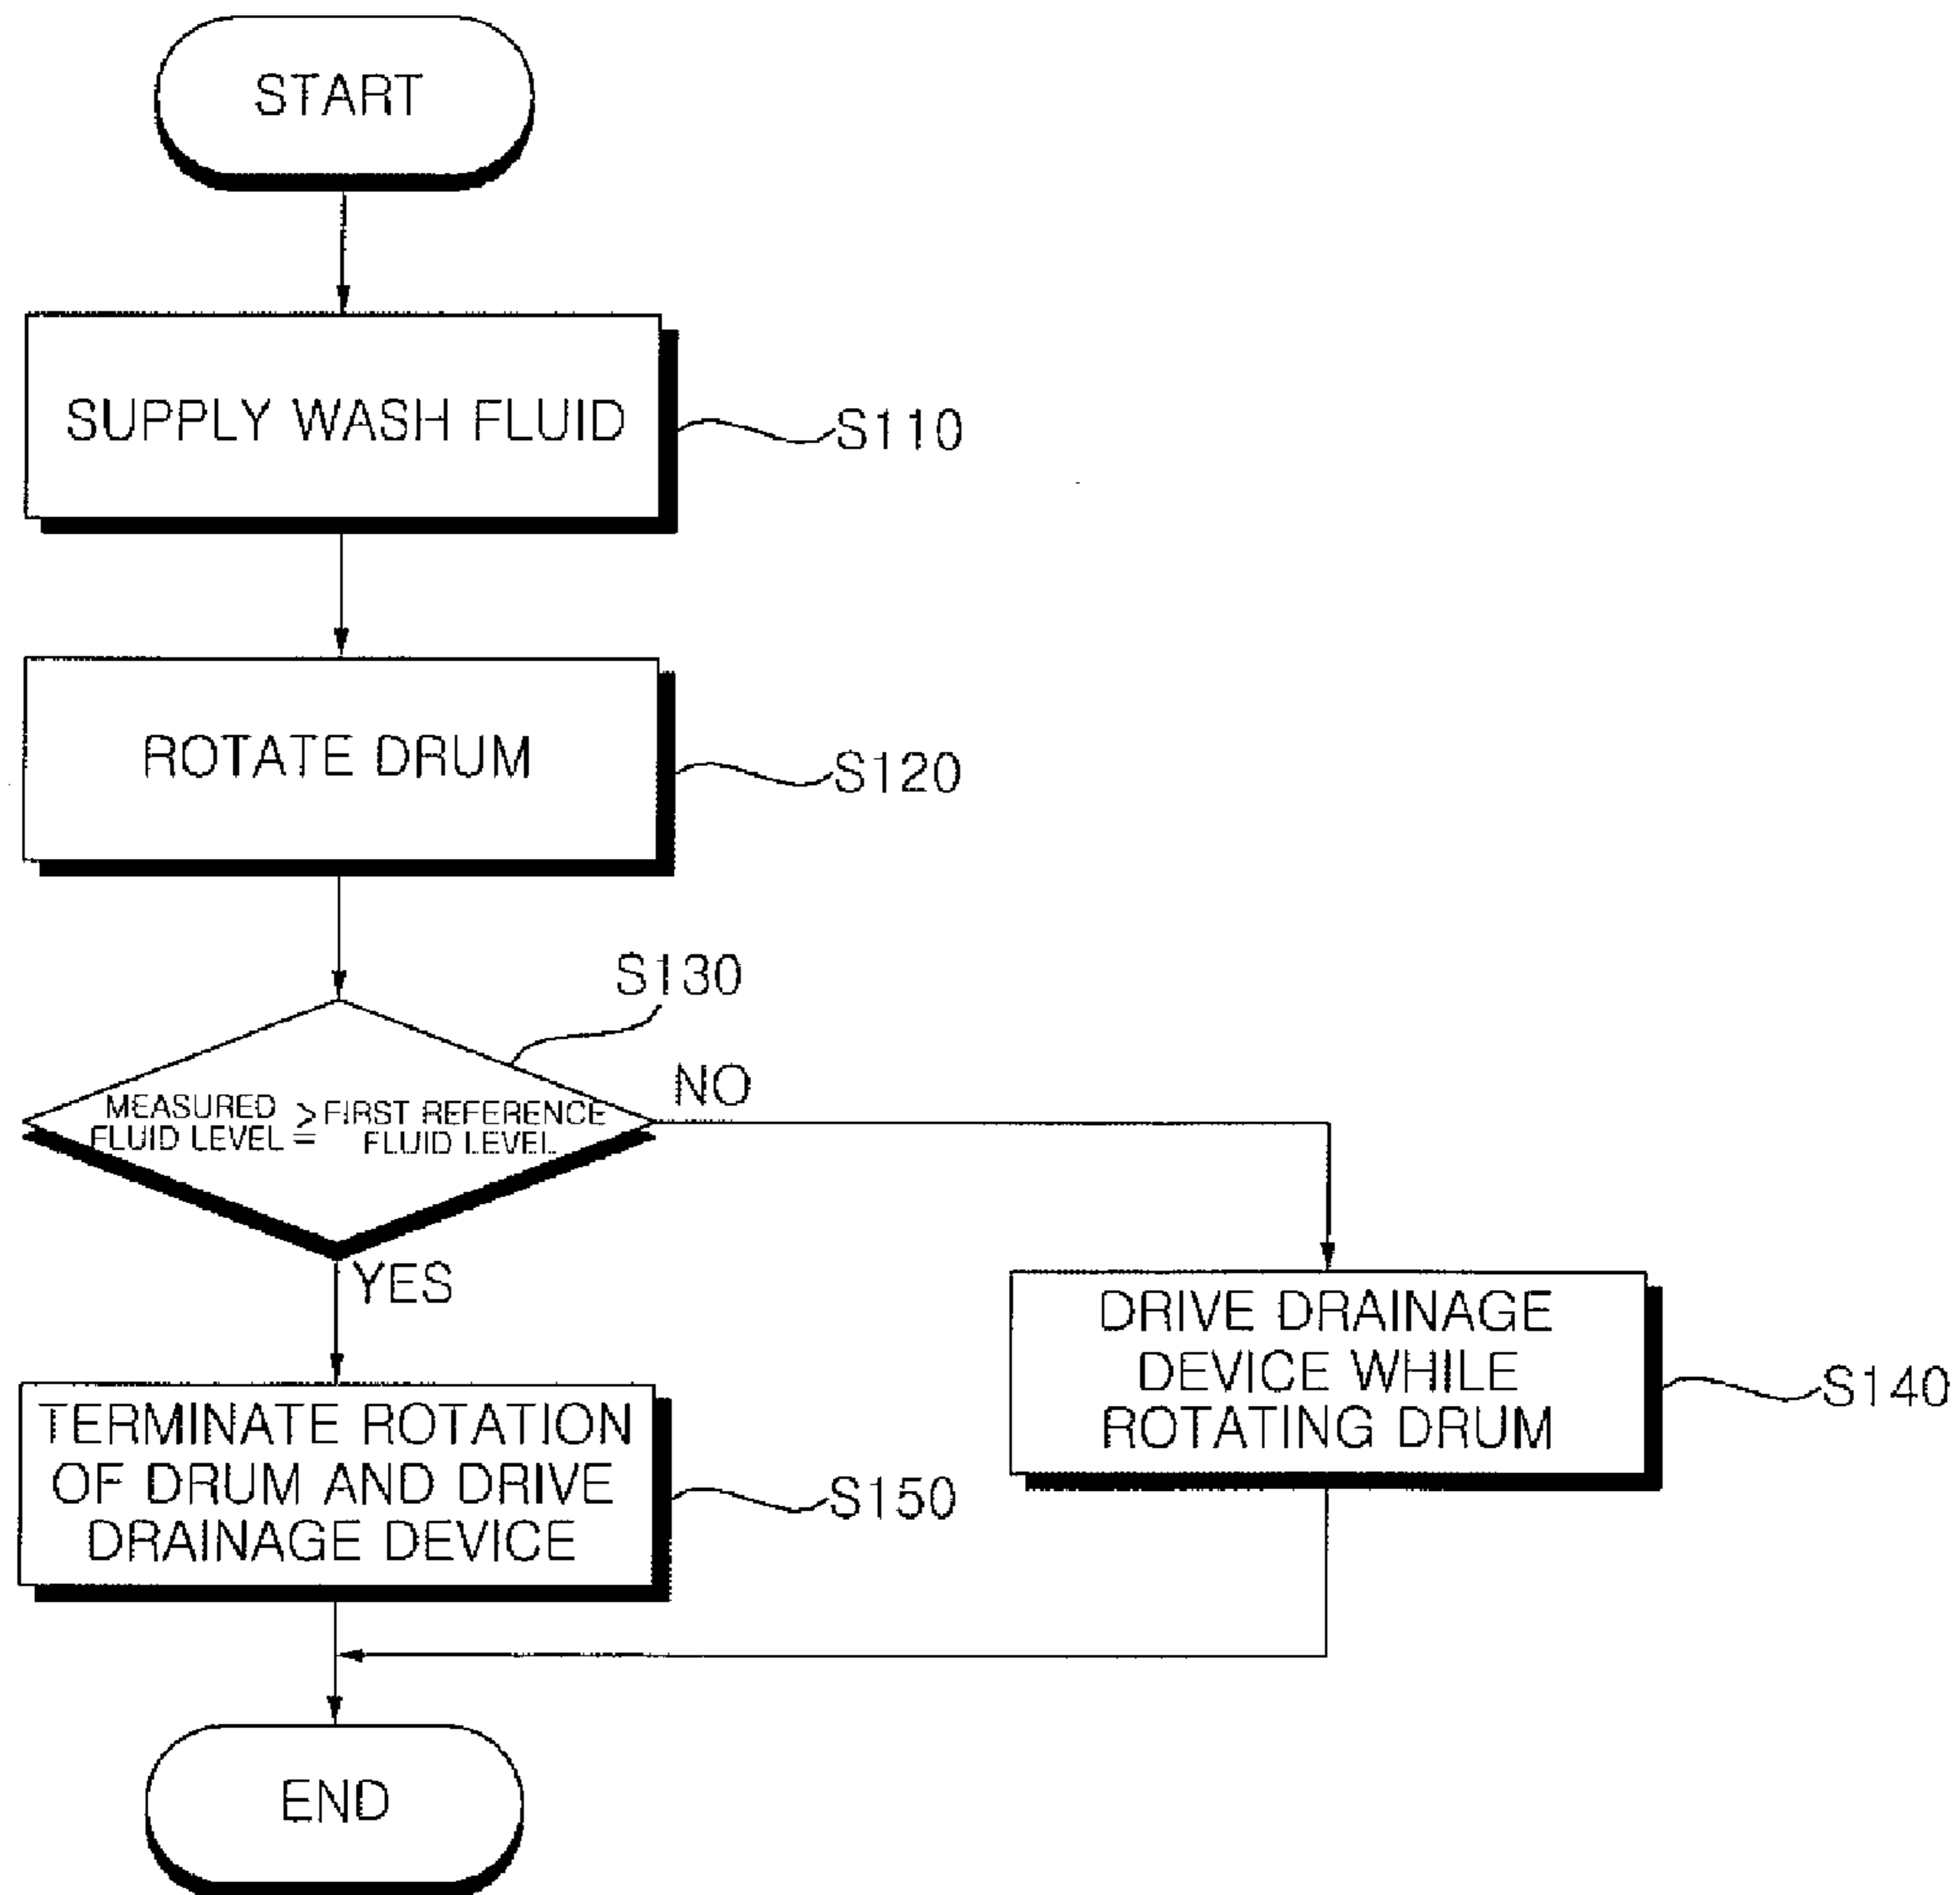 START
SUPPLY WASH FLUID
S110
ROTATE DRUM
S120
S130
MEASURED ≧ FIRST REFERENCE
FLUID LEVEL FLUID LEVEL
NO
YES
DRIVE DRAINAGE
DEVICE WHILE
ROTATING DRUM
S140
TERMINATE ROTATION
OF DRUM AND DRIVE
DRAINAGE DEVICE
S150
END